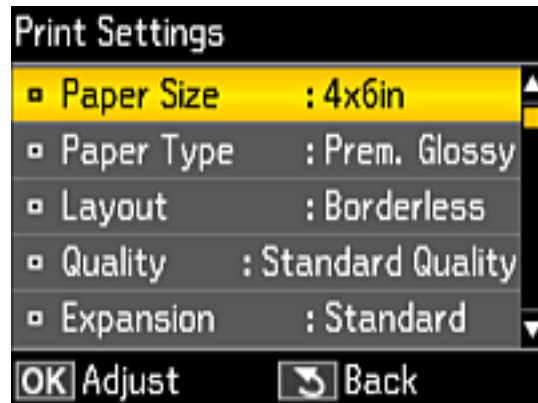 Print Settings
Paper Size : 4x6in
Paper Type : Prem. Glossy
Layout : Borderless
Quality : Standard Quality
Expansion : Standard
OK Adjust Back